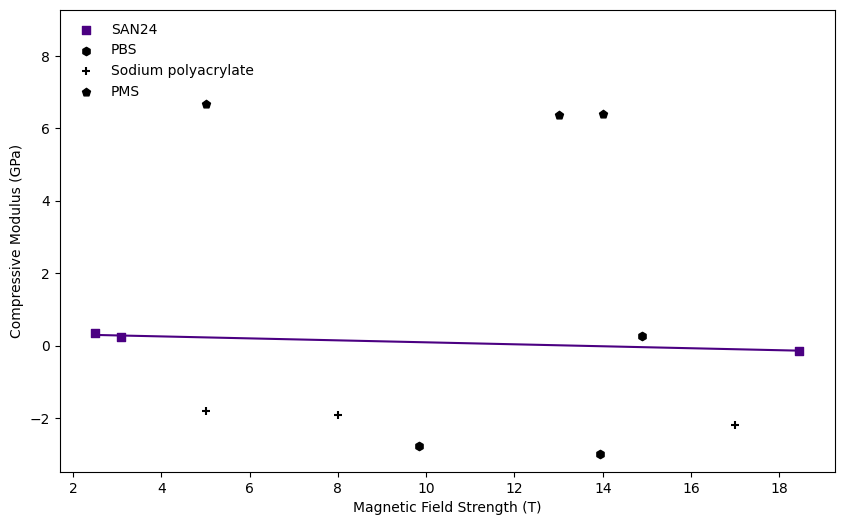 SAN24
PBS
Sodium polyacrylate
PMS
8
6
4
2
0
−2
Compressive Modulus (GPa)
2 4 6 8 10 12 14 16 18
Magnetic Field Strength (T)